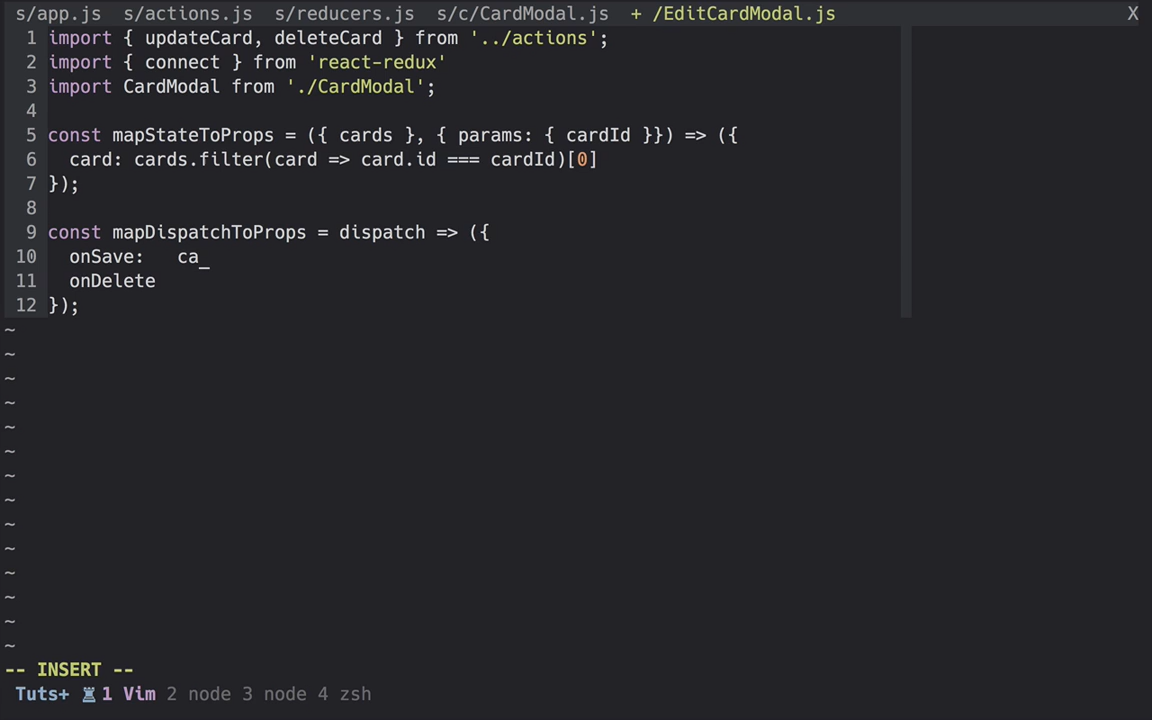 s/app.js s/actions.js s/reducers.js s/c/CardModal.js + /EditCardModal.js X
1 import { updateCard, deleteCard } from '../actions';
2 import { connect } from 'react-redux'
3 import CardModal from './CardModal';
4
5 const mapStateToProps = ({ cards }, { params: { cardId }}) => ({
6   card: cards.filter(card => card.id === cardId)[0]
7 });
8
9 const mapDispatchToProps = dispatch => ({
10   onSave:   ca_
11   onDelete
12 });
~
~
~
~
~
~
~
~
~
~
~
~
~
~
-- INSERT --
Tuts+ ♜1 Vim 2 node 3 node 4 zsh